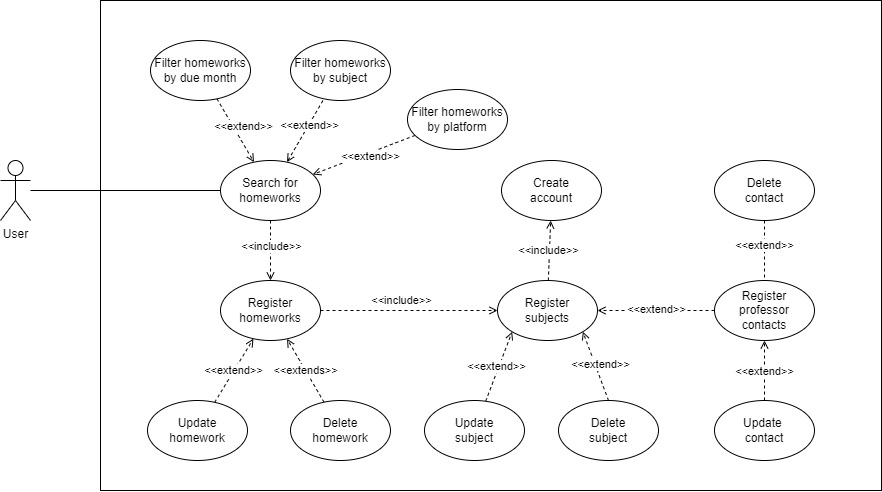 Filter homeworks
by due month
Filter homeworks
by subject
Filter homeworks
by platform
<<extend>>
<<extend>>
<<extend>>
Search for
homeworks
Create
account
Delete
contact
User
<<include>>
<<include>>
<<extend>>
Register
homeworks
<<include>>
Register
subjects
<<extend>>
Register
professor
contacts
<<extend>>
<<extends>>
<<extend>>
<<extend>>
<<extend>>
Update
homework
Delete
homework
Update
subject
Delete
subject
Update
contact